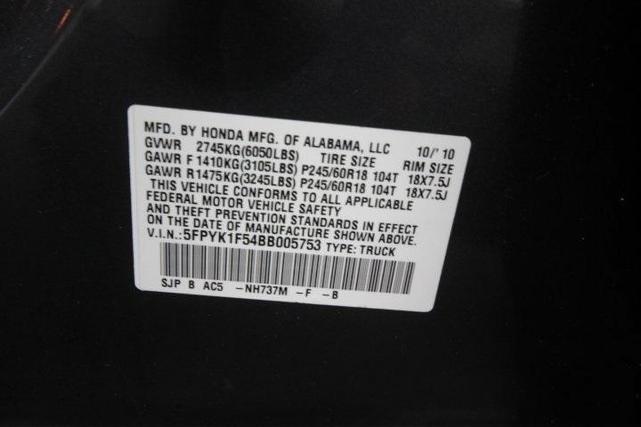 MFD. BY HONDA MFG. OF ALABAMA, LLC 10/'10
GVWR 2745KG(6050LBS) TIRE SIZE RIM SIZE
GAWR F 1410KG(3105LBS) P245/60R18 104T 18X7.5J
GAWR R1475KG(3245LBS) P245/60R18 104T 18X7.5J
THIS VEHICLE CONFORMS TO ALL APPLICABLE
FEDERAL MOTOR VEHICLE SAFETY
AND THEFT PREVENTION STANDARDS IN EFFECT
ON THE DATE OF MANUFACTURE SHOWN ABOVE.
V.I.N.:5FPYK1F54BB005753 TYPE: TRUCK
SJP B AC5 -NH737M -F -B